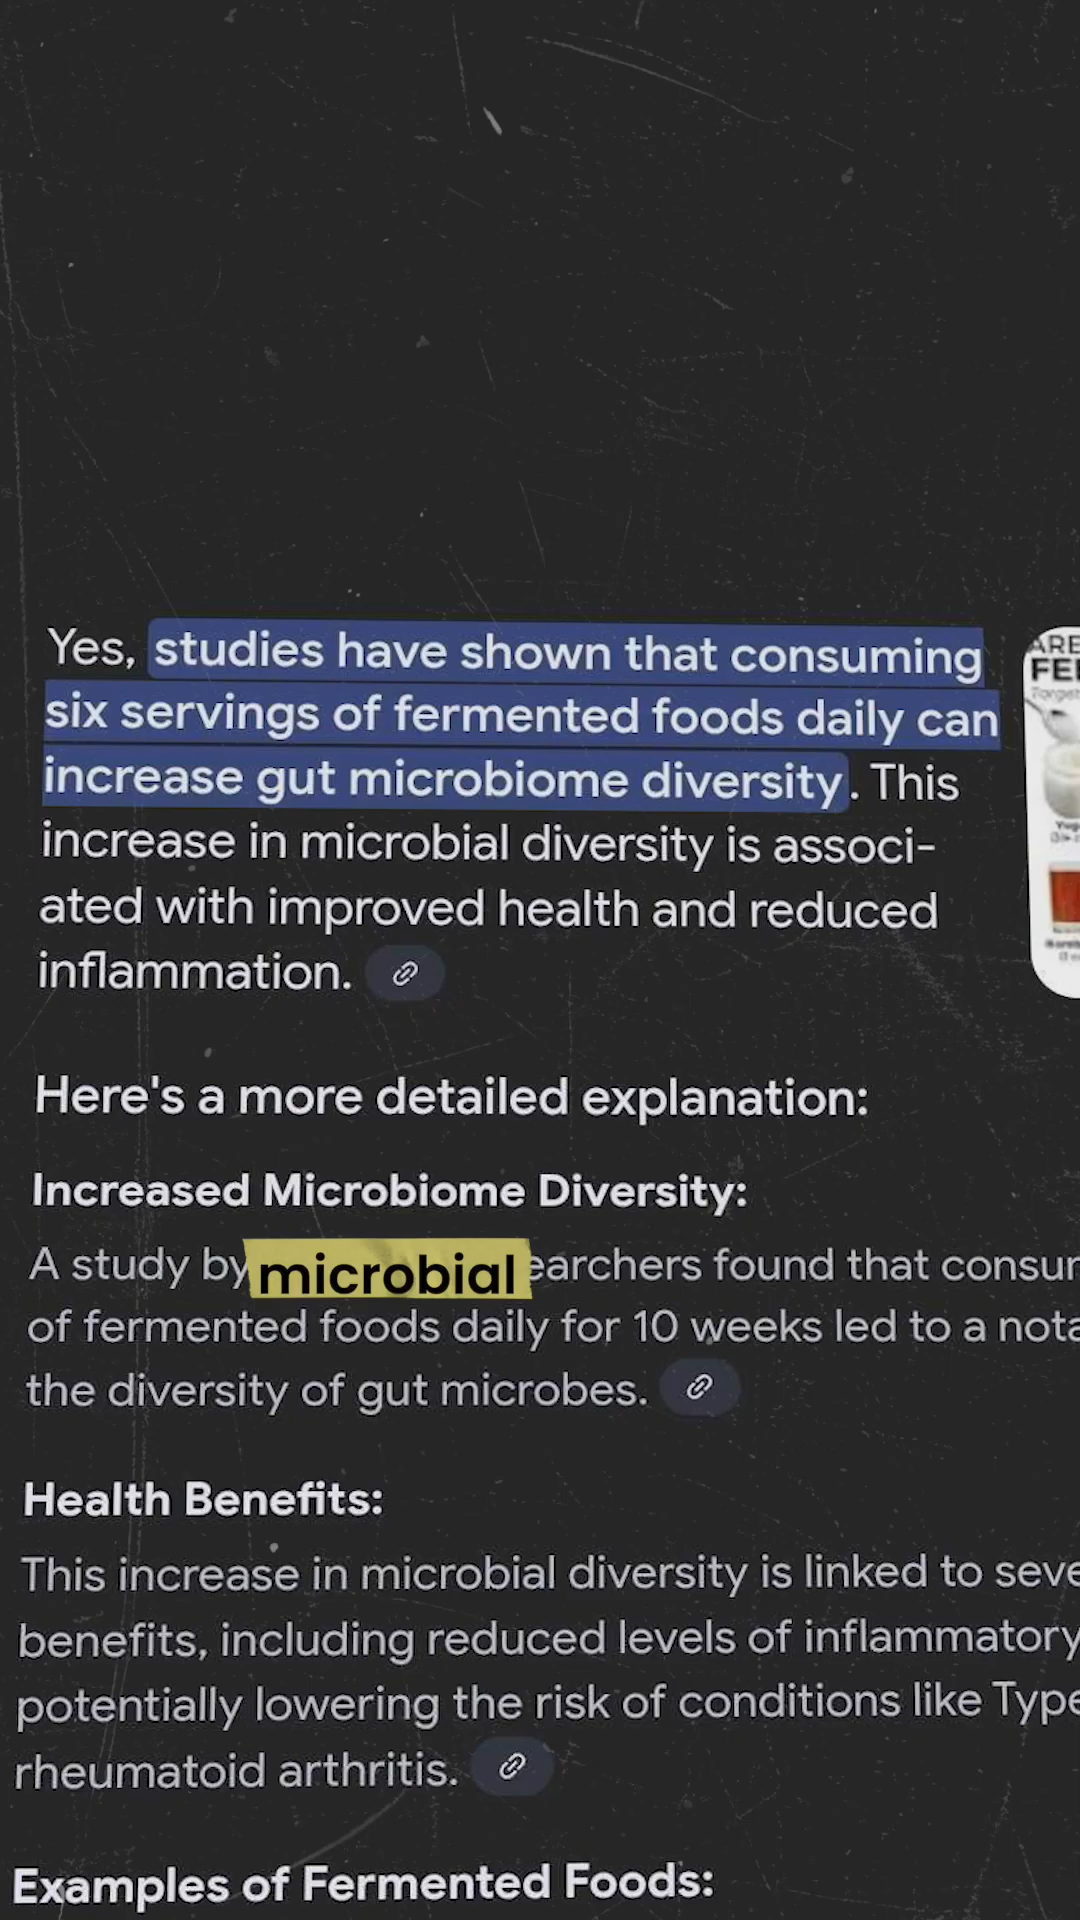 Yes, studies have shown that consuming
six servings of fermented foods daily can
increase gut microbiome diversity. This
increase in microbial diversity is associ-
ated with improved health and reduced
inflammation.
ARE
FE
Here's a more detailed explanation:
Increased Microbiome Diversity:
A study by microbial earchers found that consu
of fermented foods daily for 10 weeks led to a nota
the diversity of gut microbes.
Health Benefits:
This increase in microbial diversity is linked to seve
benefits, including reduced levels of inflammatory
potentially lowering the risk of conditions like Type
rheumatoid arthritis.
Examples of Fermented Foods: